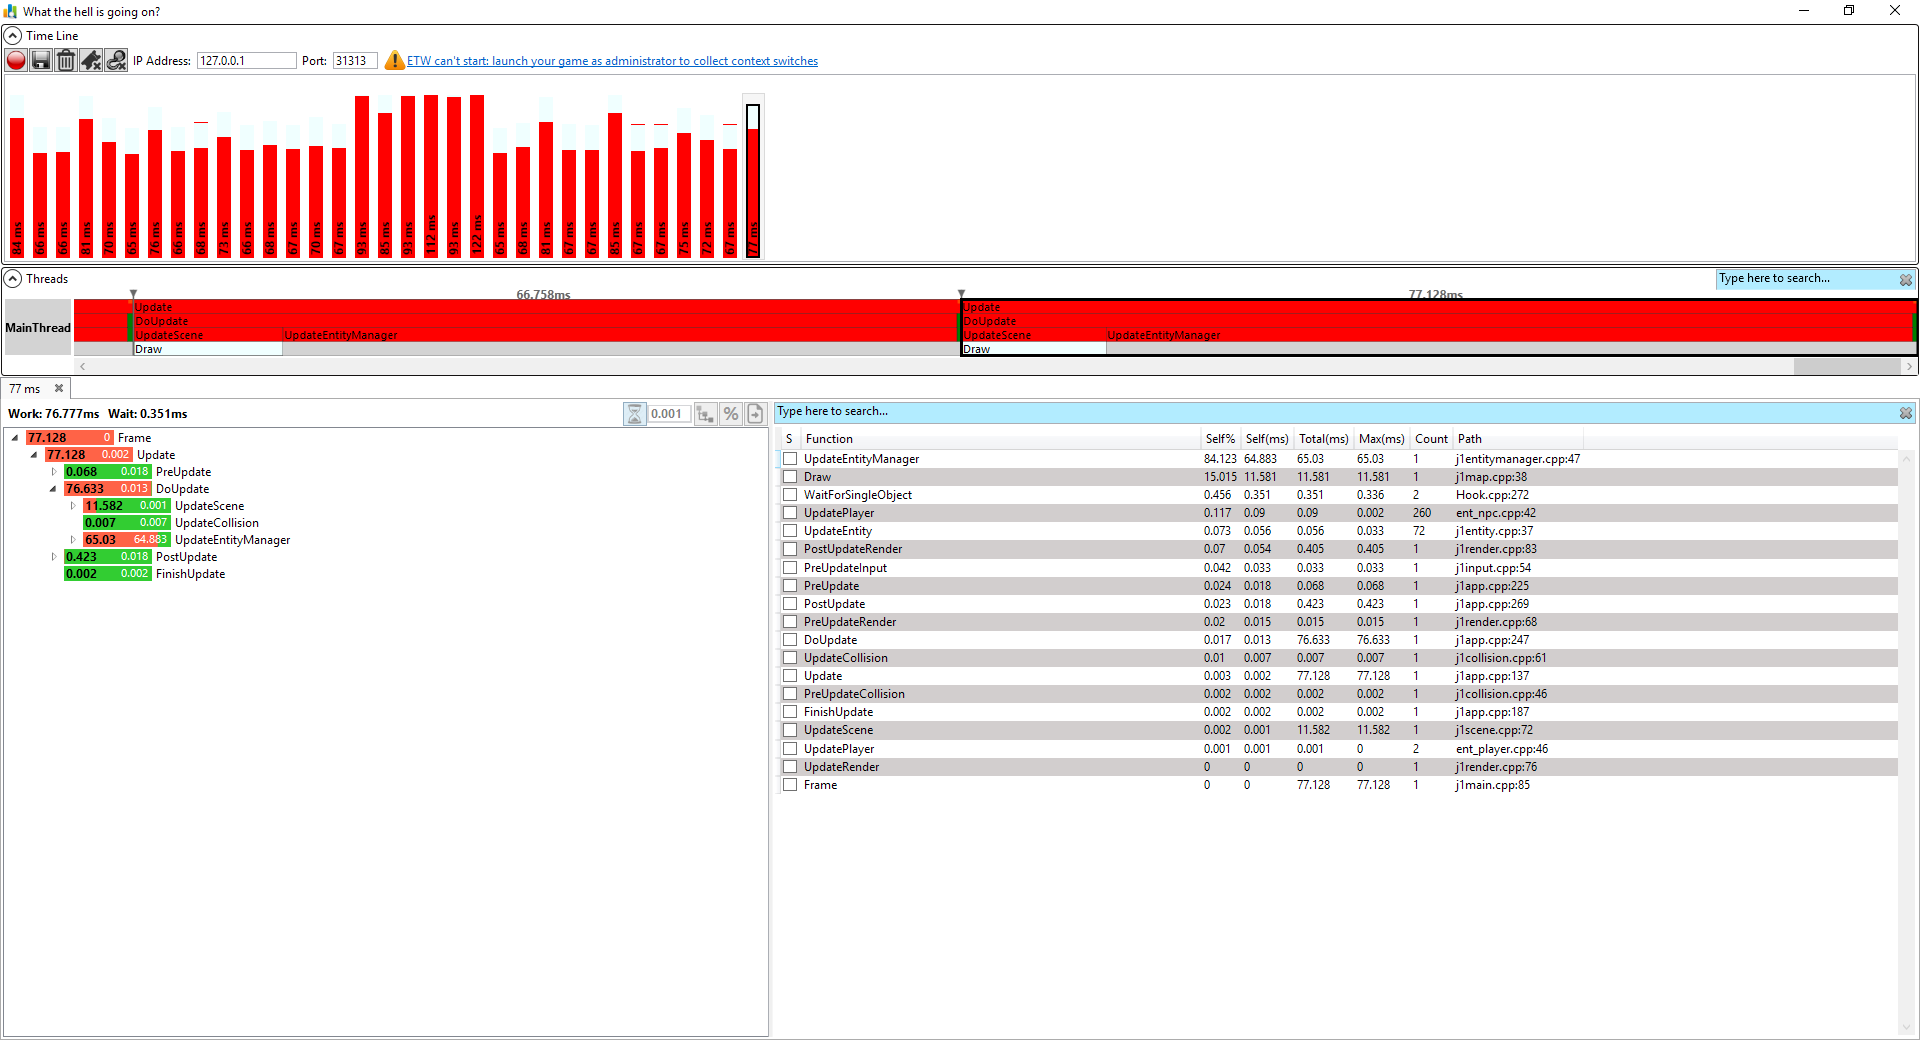 What the hell is going on?
Time Line
IP Address: 127.0.0.1 Port: 31313 ETW can't start: launch your game as administrator to collect context switches
84 ms 66 ms 66 ms 81 ms 70 ms 65 ms 76 ms 66 ms 68 ms 73 ms 66 ms 68 ms 67 ms 70 ms 67 ms 93 ms 85 ms 93 ms 112 ms 93 ms 122 ms 65 ms 68 ms 81 ms 67 ms 67 ms 85 ms 67 ms 67 ms 75 ms 72 ms 67 ms 77 ms
Threads Type here to search...
66.758ms 77.128ms
MainThread
Update Update
DoUpdate DoUpdate
UpdateScene UpdateEntityManager UpdateScene UpdateEntityManager
Draw Draw
77 ms
Work: 76.777ms Wait: 0.351ms 0.001 %
77.128 0 Frame
77.128 0.002 Update
0.068 0.018 PreUpdate
76.633 0.013 DoUpdate
11.582 0.001 UpdateScene
0.007 0.007 UpdateCollision
65.03 64.883 UpdateEntityManager
0.423 0.018 PostUpdate
0.002 0.002 FinishUpdate
Type here to search...
S Function Self% Self(ms) Total(ms) Max(ms) Count Path
UpdateEntityManager 84.123 64.883 65.03 65.03 1 j1entitymanager.cpp:47
Draw 15.015 11.581 11.581 11.581 1 j1map.cpp:38
WaitForSingleObject 0.456 0.351 0.351 0.336 2 Hook.cpp:272
UpdatePlayer 0.117 0.09 0.09 0.002 260 ent_npc.cpp:42
UpdateEntity 0.073 0.056 0.056 0.033 72 j1entity.cpp:37
PostUpdateRender 0.07 0.054 0.405 0.405 1 j1render.cpp:83
PreUpdateInput 0.042 0.033 0.033 0.033 1 j1input.cpp:54
PreUpdate 0.024 0.018 0.068 0.068 1 j1app.cpp:225
PostUpdate 0.023 0.018 0.423 0.423 1 j1app.cpp:269
PreUpdateRender 0.02 0.015 0.015 0.015 1 j1render.cpp:68
DoUpdate 0.017 0.013 76.633 76.633 1 j1app.cpp:247
UpdateCollision 0.01 0.007 0.007 0.007 1 j1collision.cpp:61
Update 0.003 0.002 77.128 77.128 1 j1app.cpp:137
PreUpdateCollision 0.002 0.002 0.002 0.002 1 j1collision.cpp:46
FinishUpdate 0.002 0.002 0.002 0.002 1 j1app.cpp:187
UpdateScene 0.002 0.001 11.582 11.582 1 j1scene.cpp:72
UpdatePlayer 0.001 0.001 0.001 0 2 ent_player.cpp:46
UpdateRender 0 0 0 0 1 j1render.cpp:76
Frame 0 0 77.128 77.128 1 j1main.cpp:85